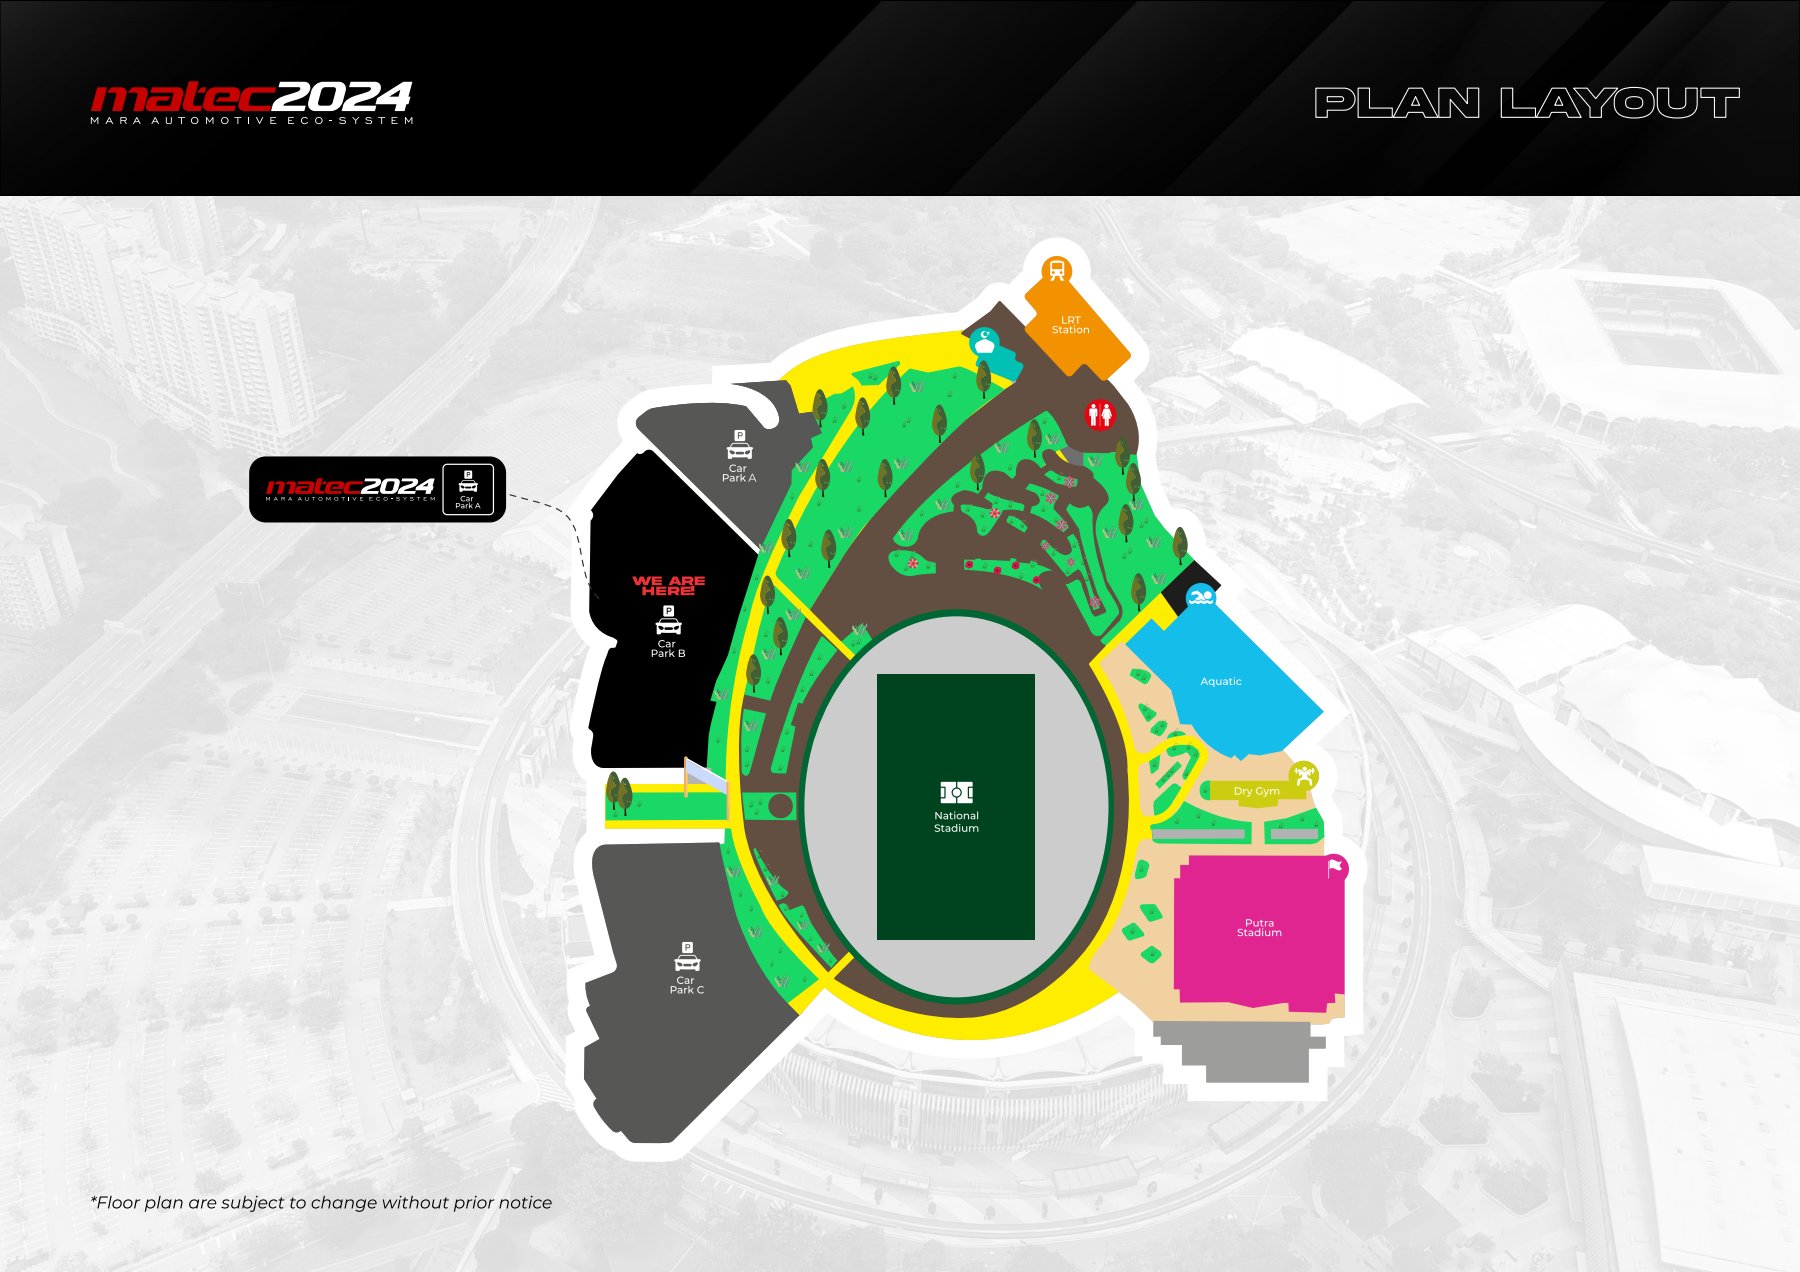 matec2024
MARA AUTOMOTIVE ECO-SYSTEM
PLAN LAYOUT
LRT
Station
Car
Park A
matec2024
MARA AUTOMOTIVE ECO-SYSTEM
P
Car
Park A
P
WE ARE
HERE!
P
Car
Park B
Aquatic
Dry Gym
National
Stadium
Putra
Stadium
P
Car
Park C
*Floor plan are subject to change without prior notice